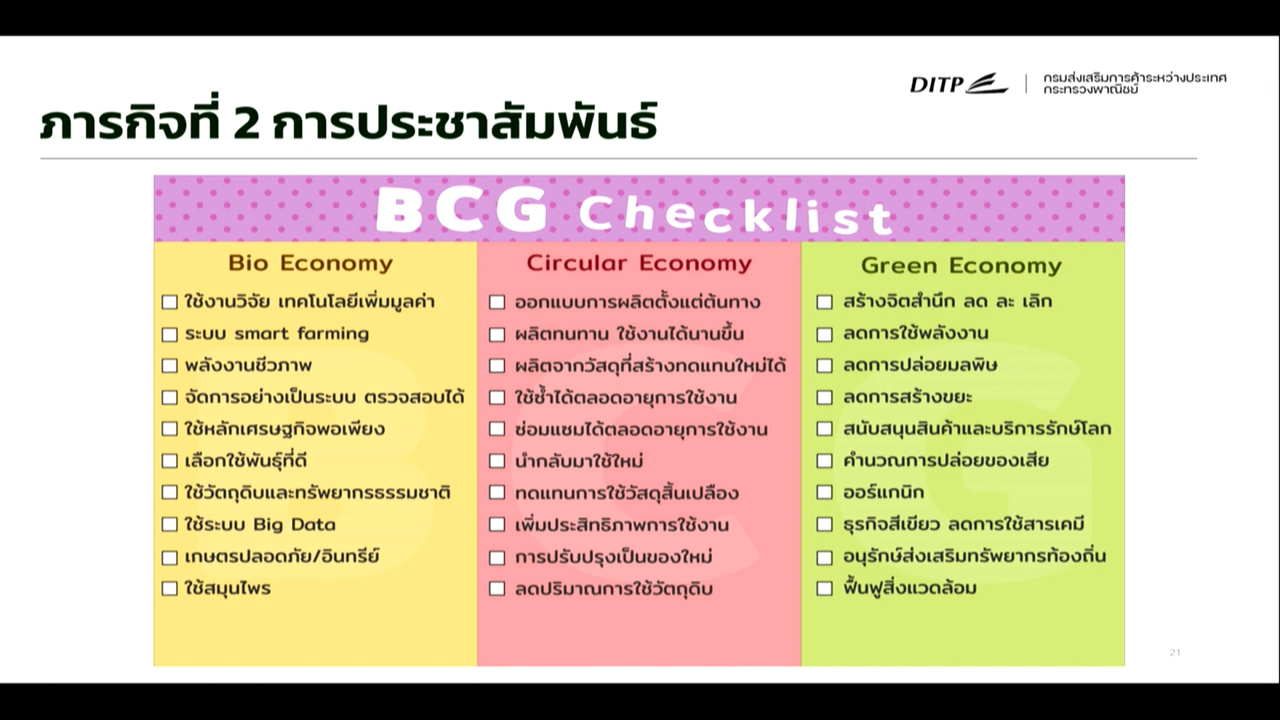 DITP
กรมส่งเสริมการค้าระหว่างประเทศ
กระทรวงพาณิชย์
ภารกิจที่ 2 การประชาสัมพันธ์
BCG Checklist
Bio Economy
ใช้งานวิจัย เทคโนโลยีเพิ่มมูลค่า
ระบบ smart farming
พลังงานชีวภาพ
จัดการอย่างเป็นระบบ ตรวจสอบได้
ใช้หลักเศรษฐกิจพอเพียง
เลือกใช้พันธุ์ที่ดี
ใช้วัตถุดิบและทรัพยากรธรรมชาติ
ใช้ระบบ Big Data
เกษตรปลอดภัย/อินทรีย์
ใช้สมุนไพร
Circular Economy
ออกแบบการผลิตตั้งแต่ต้นทาง
ผลิตทนทาน ใช้งานได้นานขึ้น
ผลิตจากวัสดุที่สร้างทดแทนใหม่ได้
ใช้ซ้ำได้ตลอดอายุการใช้งาน
ซ่อมแซมได้ตลอดอายุการใช้งาน
นำกลับมาใช้ใหม่
ทดแทนการใช้วัสดุสิ้นเปลือง
เพิ่มประสิทธิภาพการใช้งาน
การปรับปรุงเป็นของใหม่
ลดปริมาณการใช้วัตถุดิบ
Green Economy
สร้างจิตสำนึก ลด ละ เลิก
ลดการใช้พลังงาน
ลดการปล่อยมลพิษ
ลดการสร้างขยะ
สนับสนุนสินค้าและบริการรักษ์โลก
คำนวณการปล่อยของเสีย
ออร์แกนิก
ธุรกิจสีเขียว ลดการใช้สารเคมี
อนุรักษ์ส่งเสริมทรัพยากรท้องถิ่น
ฟื้นฟูสิ่งแวดล้อม
21